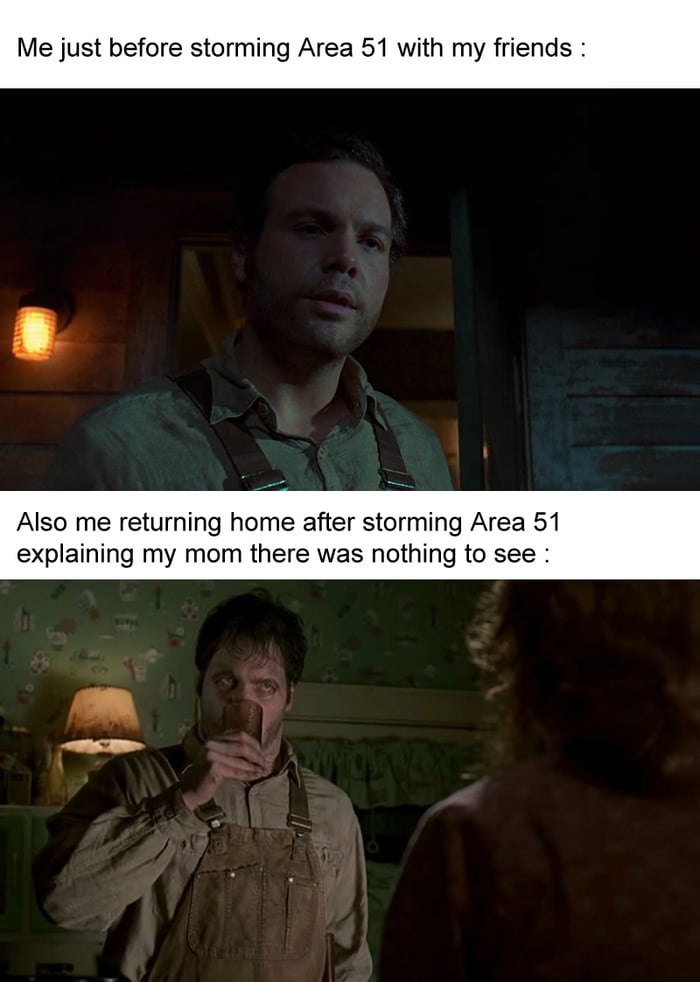 Me just before storming Area 51 with my friends :
Also me returning home after storming Area 51
explaining my mom there was nothing to see :